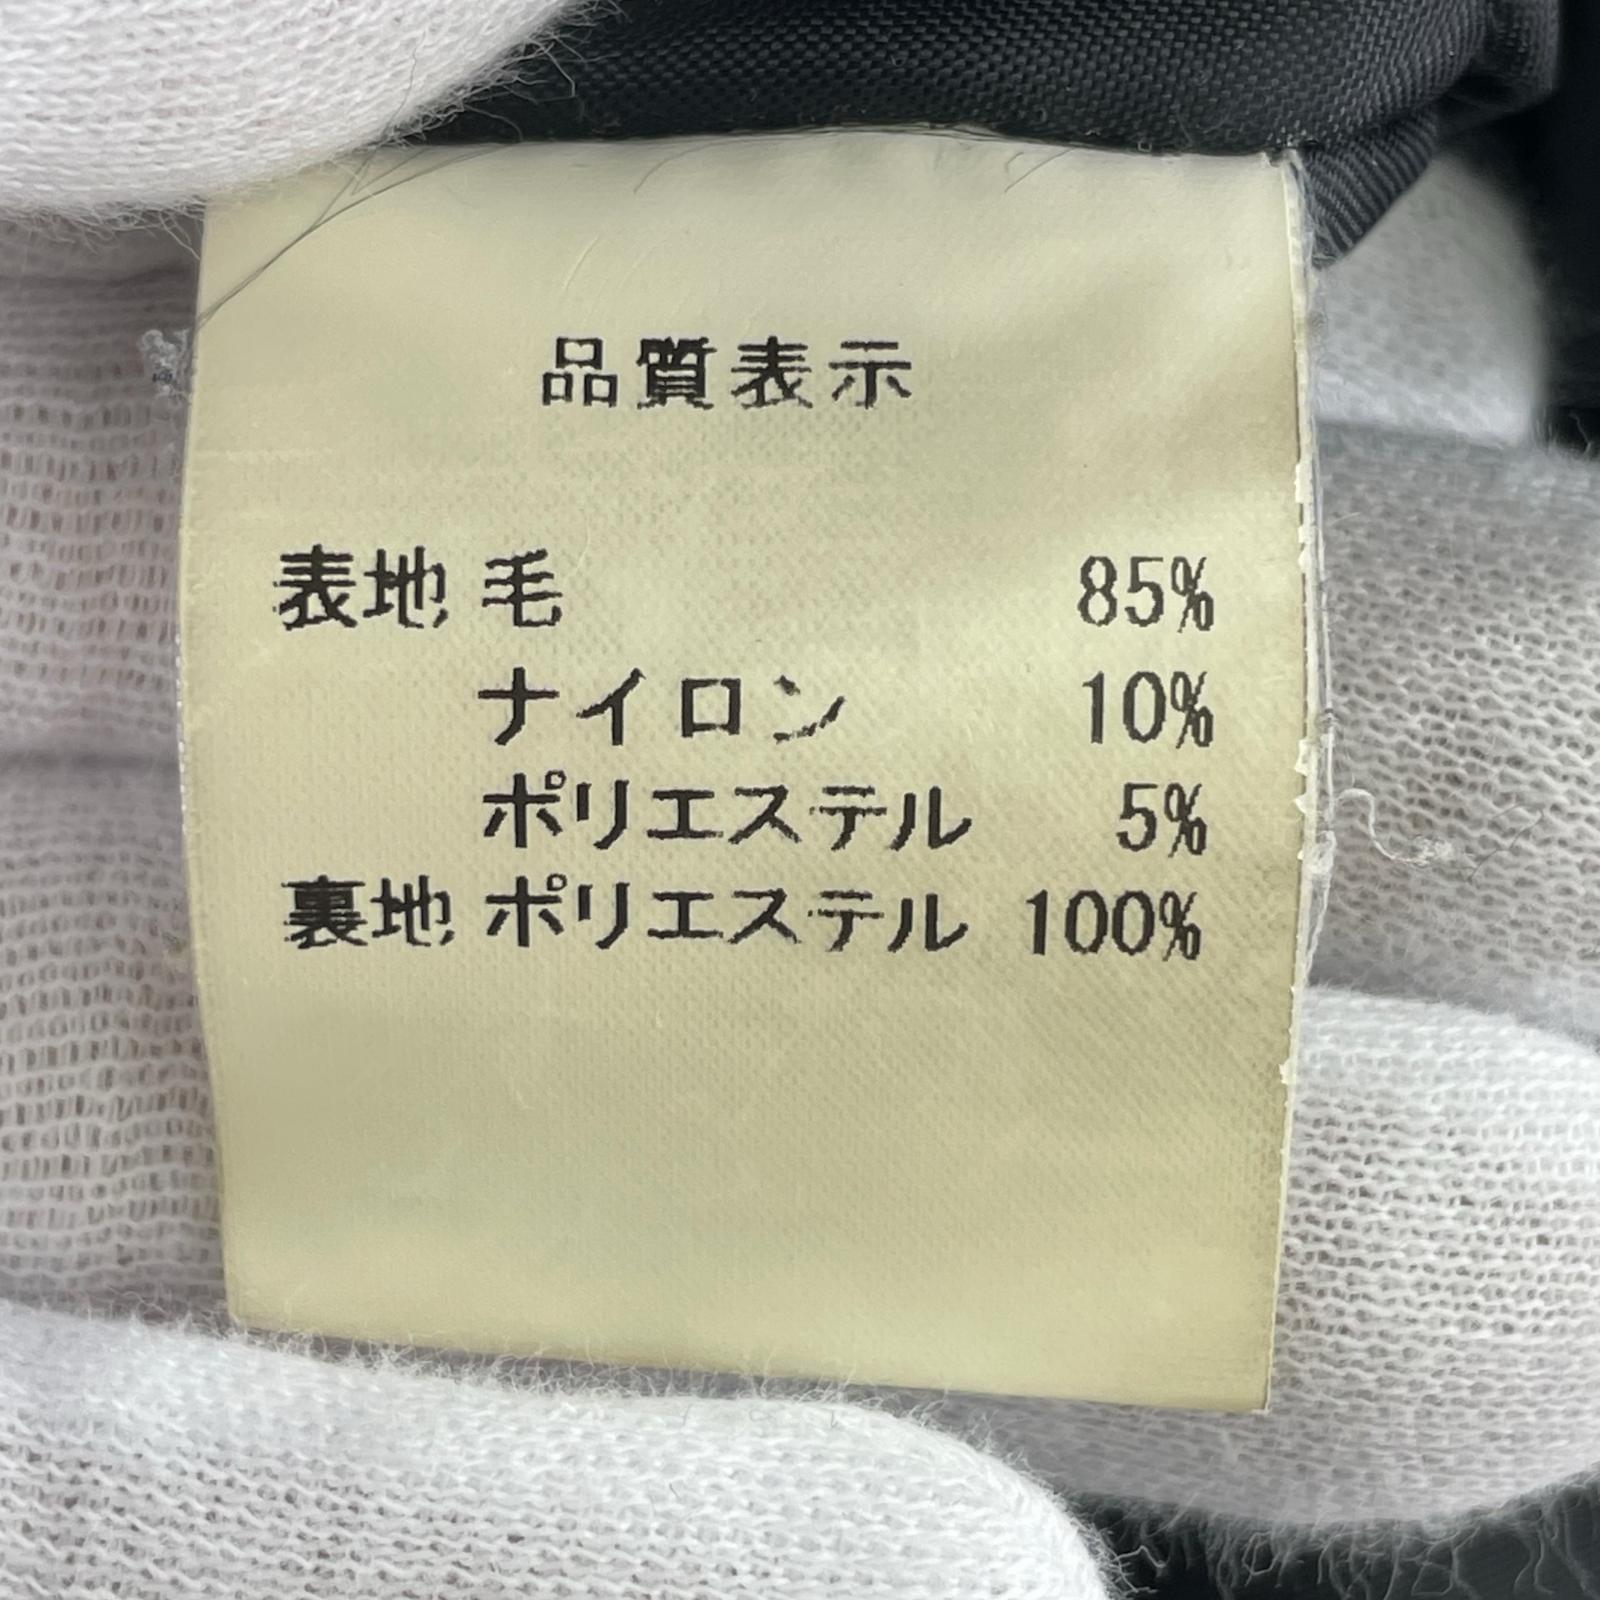 品質表示
表地 毛 85%
ナイロン 10%
ポリエステル 5%
裏地 ポリエステル 100%